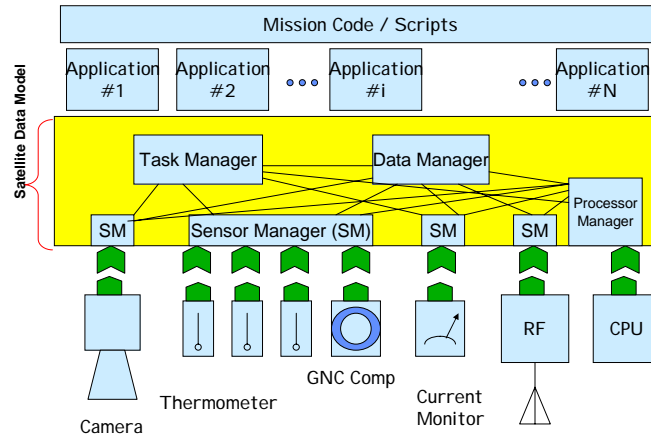 Mission Code / Scripts
Application
#1
Application
#2
Application
#i
Application
#N
Satellite Data Model
Task Manager
Data Manager
Processor
Manager
SM
Sensor Manager (SM)
SM
SM
RF
CPU
GNC Comp
Thermometer
Current
Monitor
Camera